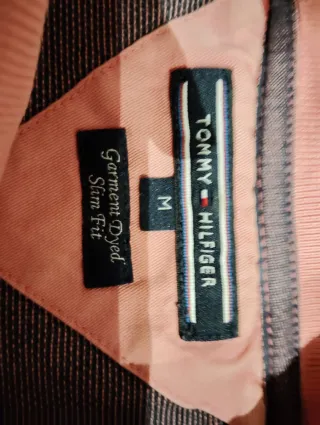 TOMMY HILFIGER
M
Garment Dyed
Slim Fit